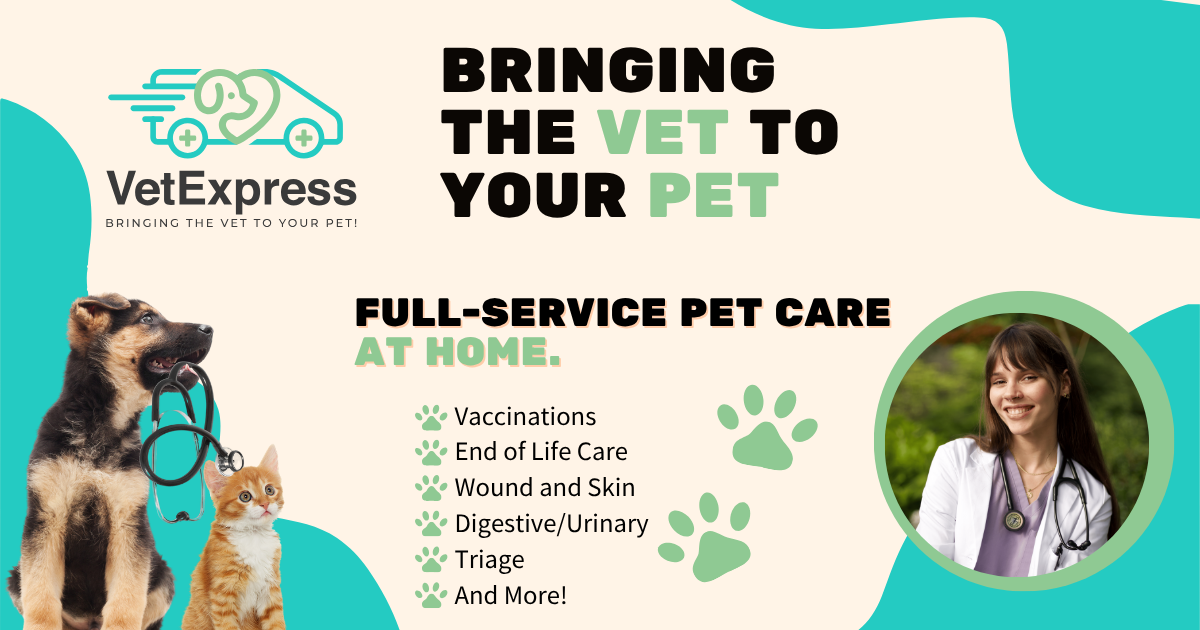 VetExpress
BRINGING THE VET TO YOUR PET!
BRINGING
THE VET TO
YOUR PET
FULL-SERVICE PET CARE
AT HOME.
Vaccinations
End of Life Care
Wound and Skin
Digestive/Urinary
Triage
And More!